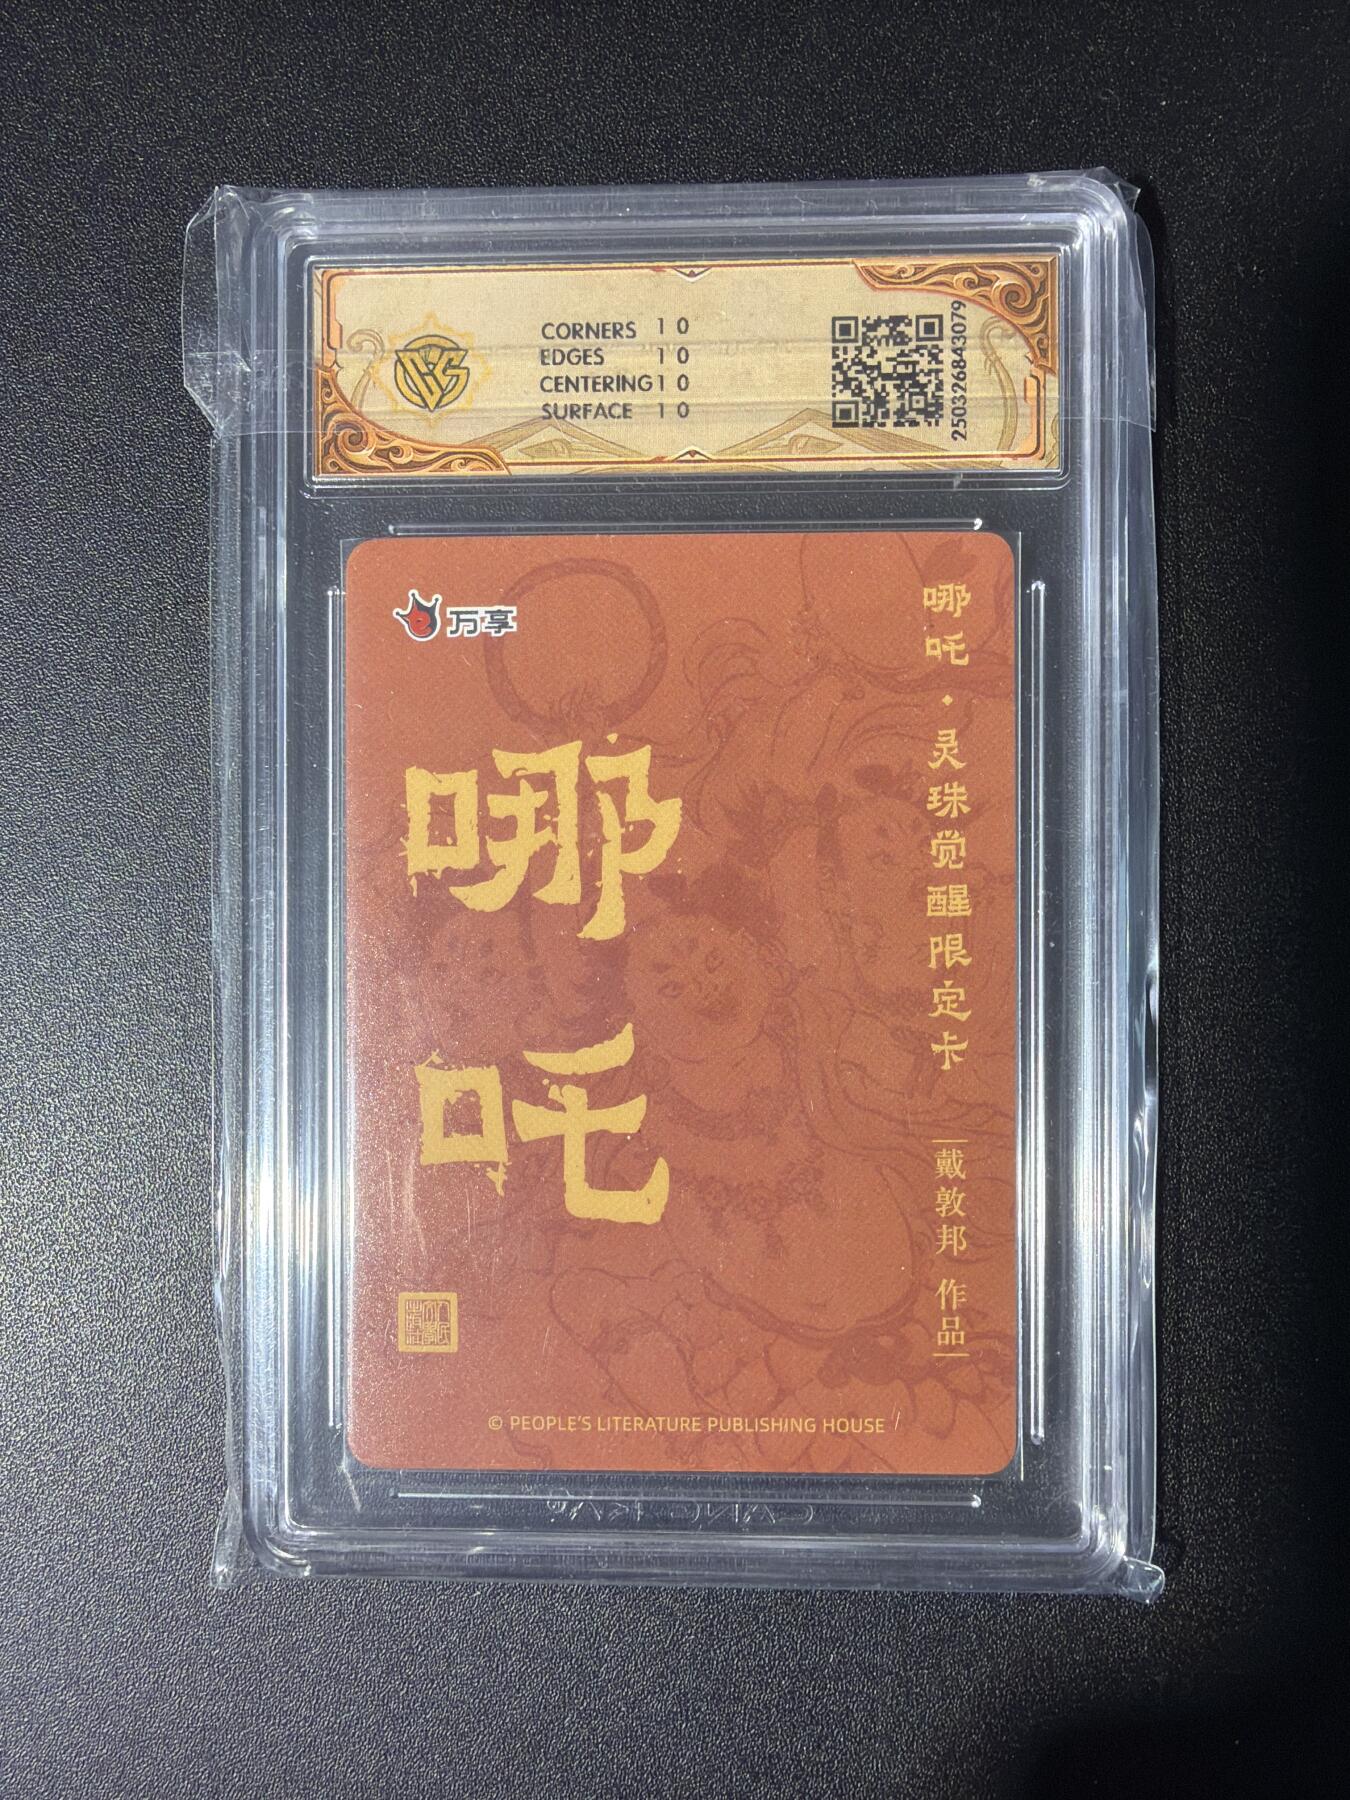 CORNERS 10
EDGES 10
CENTERING 10
SURFACE 10
250326843079
万享
哪吒
哪吒·灵珠觉醒限定卡
戴敦邦 作品
© PEOPLE'S LITERATURE PUBLISHING HOUSE